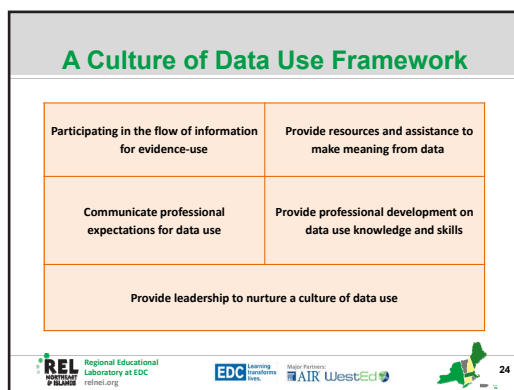 A Culture of Data Use Framework
Participating in the flow of information
for evidence-use
Provide resources and assistance to
make meaning from data
Communicate professional
expectations for data use
Provide professional development on
data use knowledge and skills
Provide leadership to nurture a culture of data use
REL
NORTHEAST
& ISLANDS
Regional Educational
Laboratory at EDC
relnei.org
EDC
Learning
transforms
lives.
Major Partners:
AIR WestEd
24